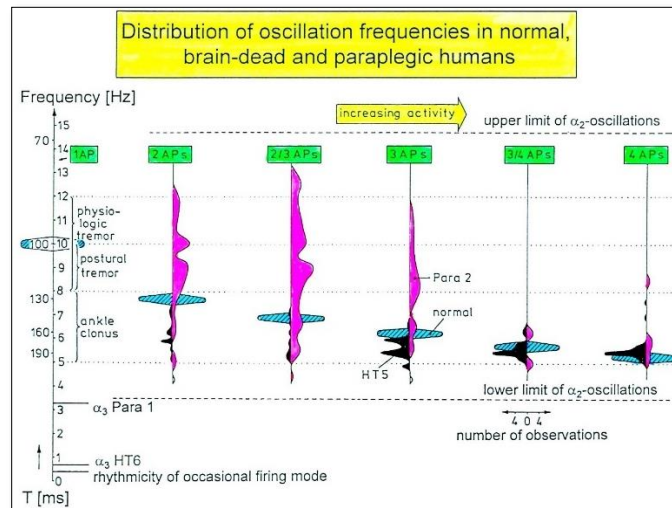 Distribution of oscillation frequencies in normal,
brain-dead and paraplegic humans
Frequency [Hz]
increasing activity
upper limit of α₂-oscillations
1AP
2 APs
2/3 APs
3 APs
3/4 APs
4 APs
15
70
14
13
12
11
100
10
9
8
130
7
160
6
190
5
4
3
2
1
0
physio-
logic
tremor
postural
tremor
ankle
clonus
Para 2
normal
HT5
lower limit of α₂-oscillations
4 0 4
number of observations
α₃ Para 1
α₃ HT6
rhythmicity of occasional firing mode
T [ms]